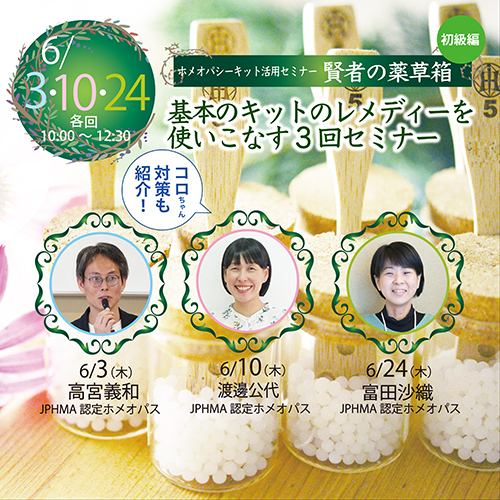 初級編
6/
3・10・24
各回
10:00〜12:30
ホメオパシーキット活用セミナー 賢者の薬草箱
基本のキットのレメディーを
使いこなす3回セミナー
コロちゃん
対策も
紹介!
5
5
6/3(木)
高宮義和
JPHMA 認定ホメオパス
6/10(木)
渡邊公代
JPHMA 認定ホメオパス
6/24(木)
富田沙織
JPHMA 認定ホメオパス